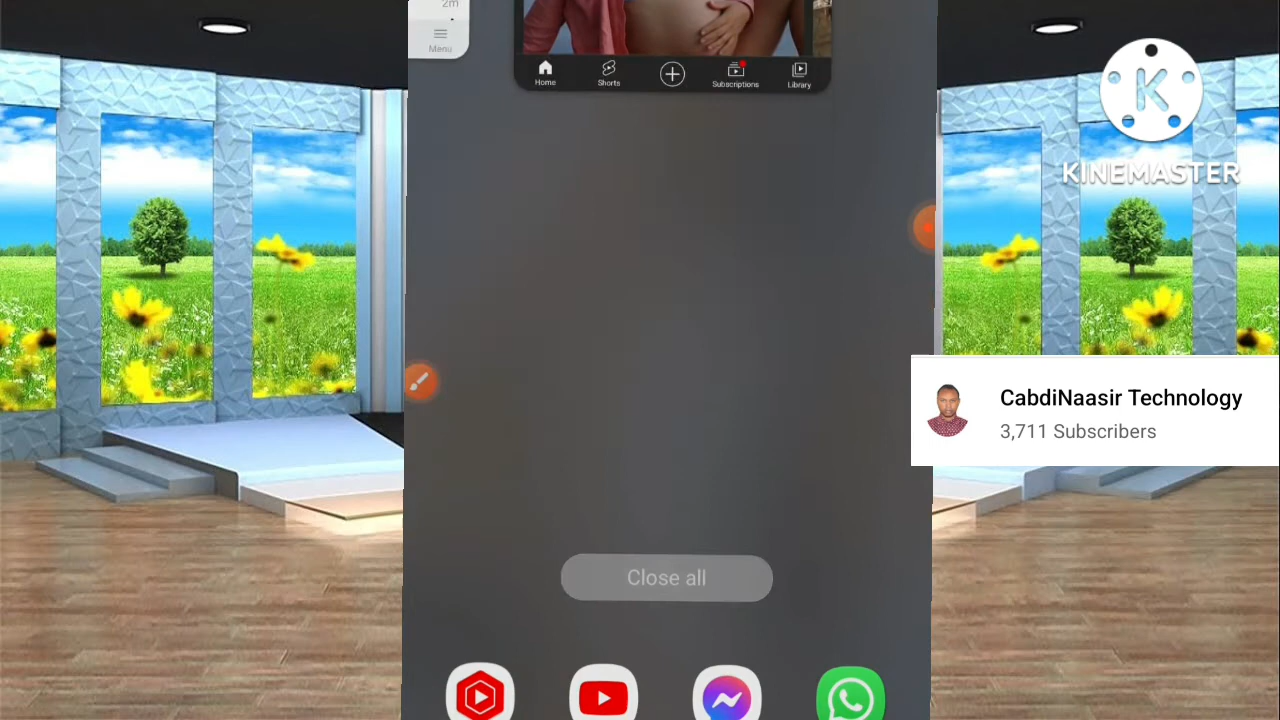 2m
Menu
Home
Shorts
Subscriptions
Library
KINEMASTER
CabdiNaasir Technology
3,711 Subscribers
Close all